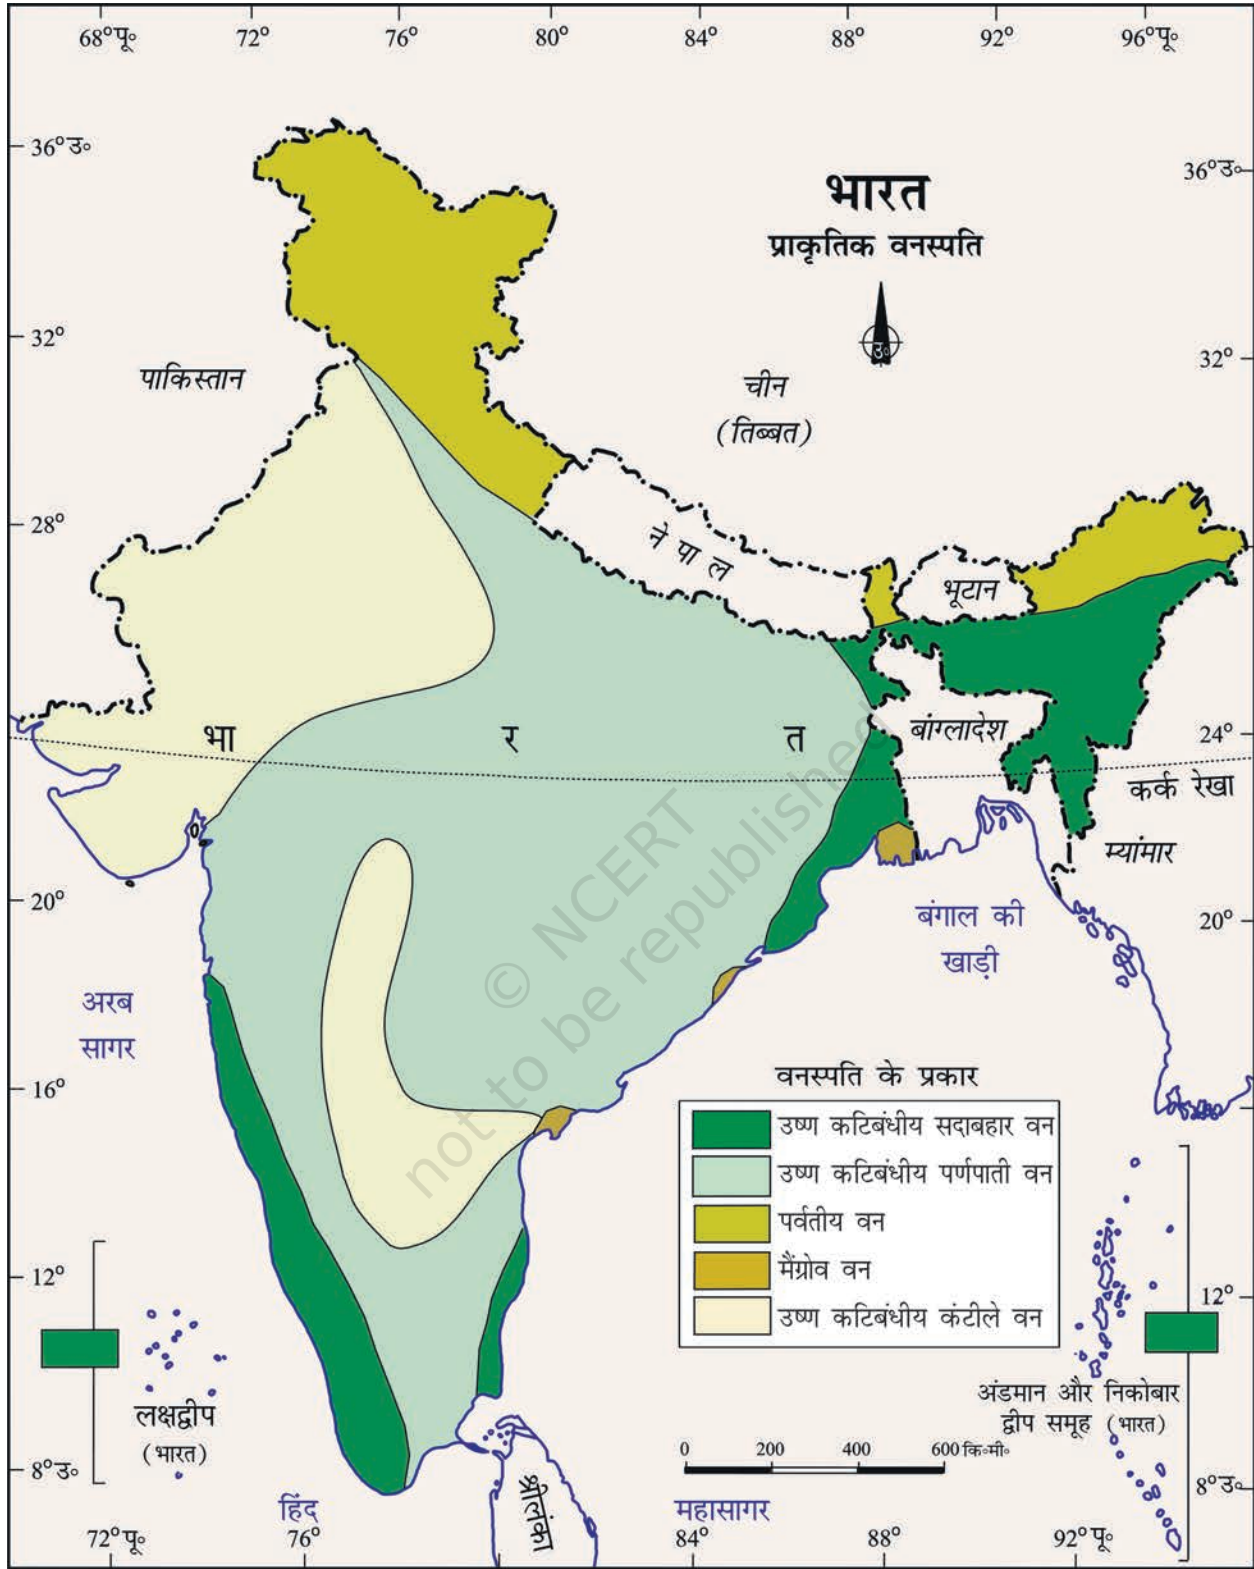 68°पू॰ 72° 76° 80° 84° 88° 92° 96°पू॰
36°उ॰
36°उ॰
भारत
प्राकृतिक वनस्पति
उ॰
32°
32°
पाकिस्तान
चीन
(तिब्बत)
28°
नेपाल
भूटान
भारत
बांग्लादेश
24°
कर्क रेखा
म्यांमार
20°
20°
बंगाल की
खाड़ी
© NCERT
not to be republished
अरब
सागर
16°
वनस्पति के प्रकार
उष्ण कटिबंधीय सदाबहार वन
उष्ण कटिबंधीय पर्णपाती वन
पर्वतीय वन
मैंग्रोव वन
उष्ण कटिबंधीय कंटीले वन
12°
12°
लक्षद्वीप
(भारत)
अंडमान और निकोबार
द्वीप समूह (भारत)
0 200 400 600 कि॰मी॰
8°उ॰
8°उ॰
श्रीलंका
हिंद महासागर
72°पू॰ 76° 84° 88° 92°पू॰